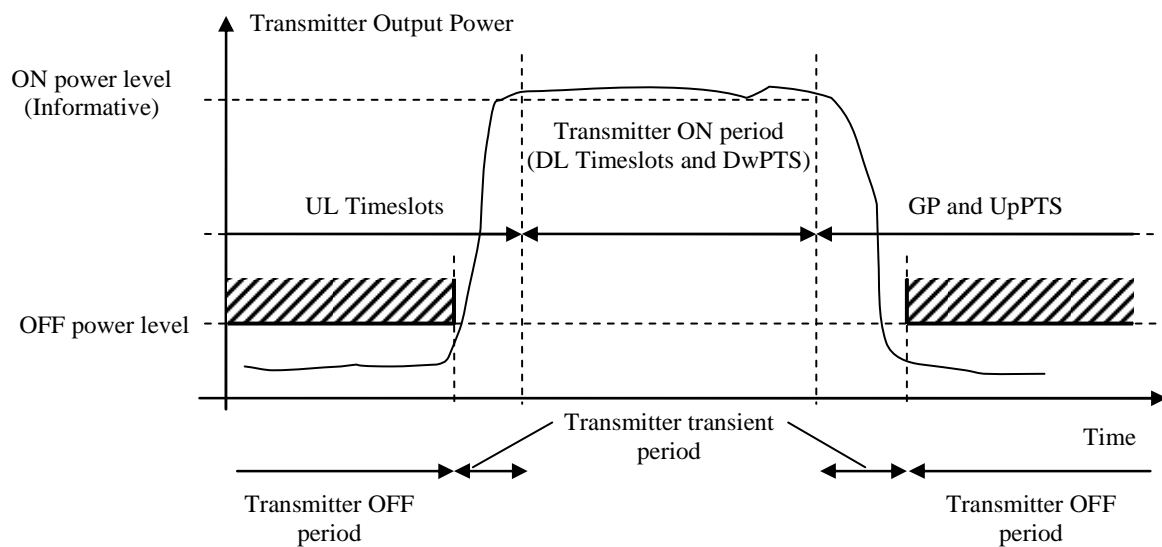 Transmitter Output Power
ON power level
(Informative)
Transmitter ON period
(DL Timeslots and DwPTS)
UL Timeslots
GP and UpPTS
OFF power level
Transmitter transient
period
Time
Transmitter OFF
period
Transmitter OFF
period